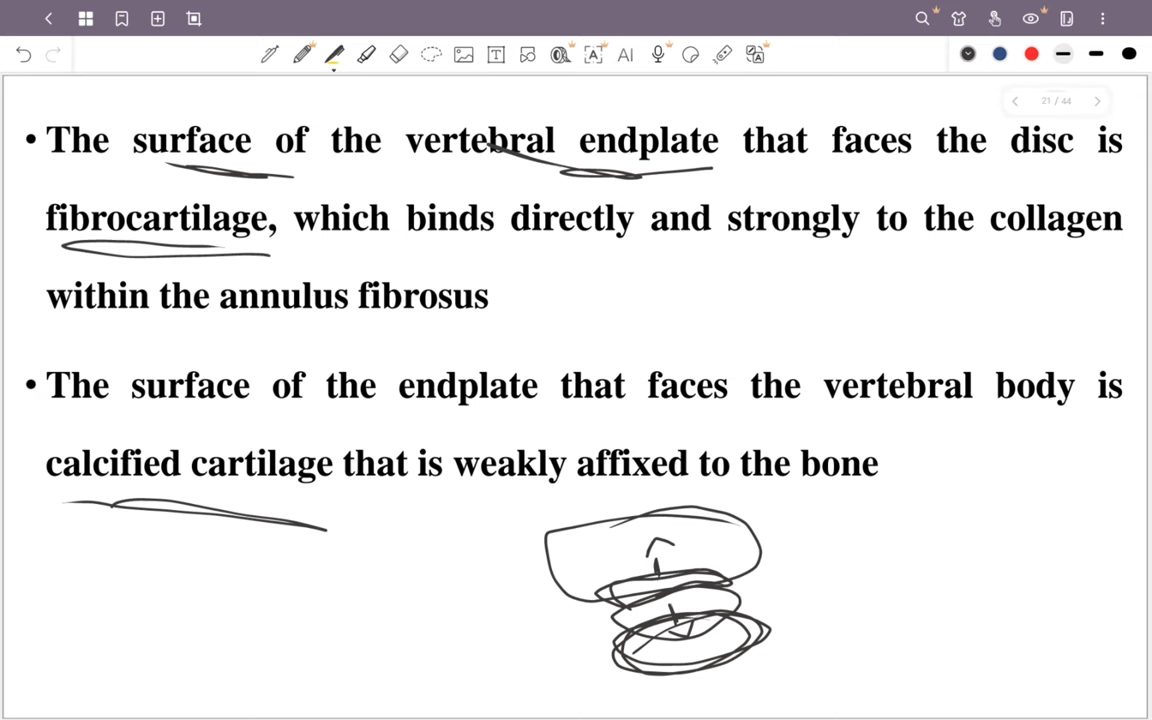 21 / 44
• The surface of the vertebral endplate that faces the disc is
fibrocartilage, which binds directly and strongly to the collagen
within the annulus fibrosus
• The surface of the endplate that faces the vertebral body is
calcified cartilage that is weakly affixed to the bone